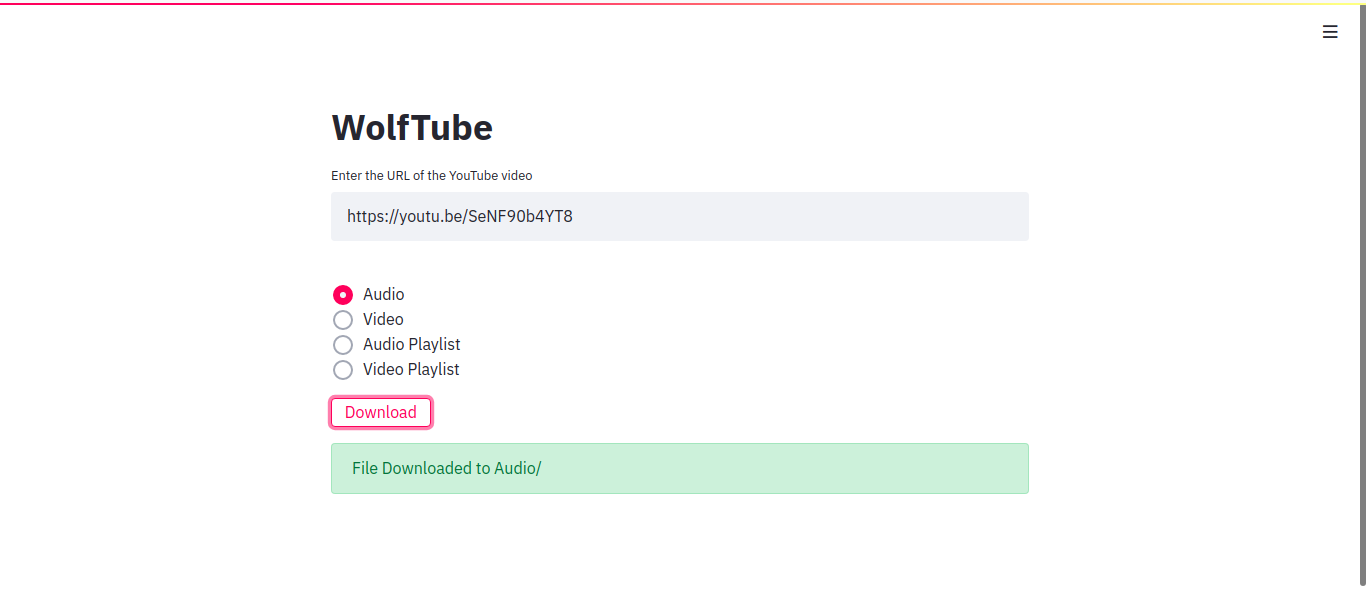 WolfTube
Enter the URL of the YouTube video
https://youtu.be/SeNF90b4YT8
Audio
Video
Audio Playlist
Video Playlist
Download
File Downloaded to Audio/